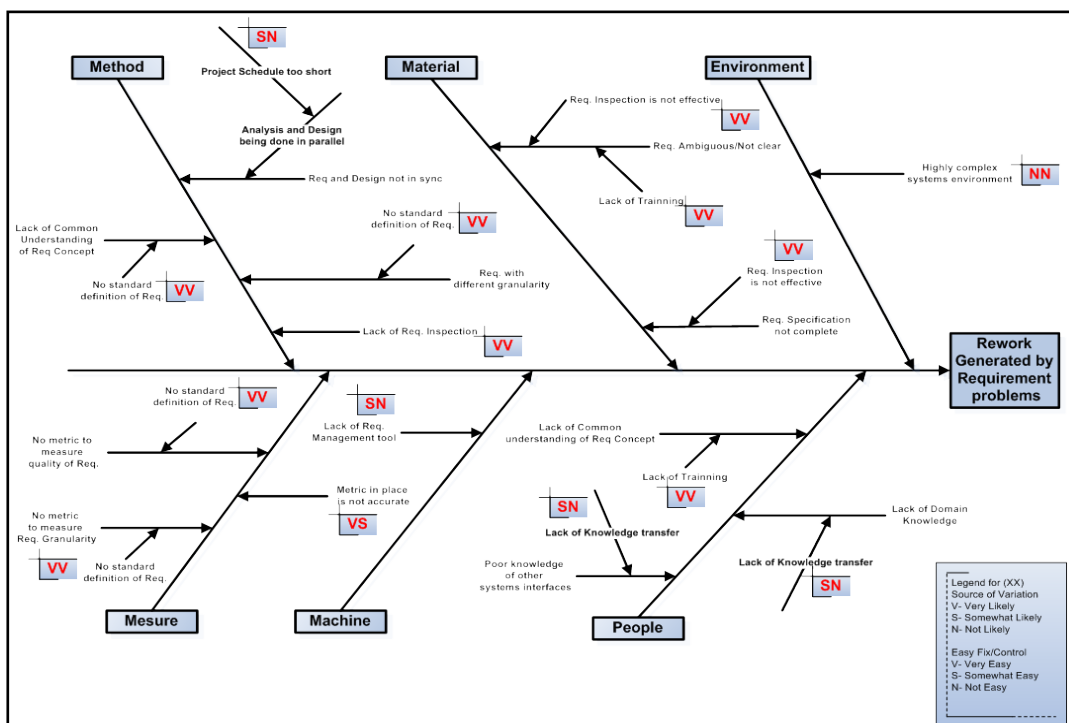 SN
Method
Material
Environment
Project Schedule too short
Req. Inspection is not effective
VV
Analysis and Design
being done in parallel
Req. Ambiguous/Not clear
Highly complex
systems environment
NN
Req and Design not in sync
Lack of Trainning
VV
No standard
definition of Req.
VV
Lack of Common
Understanding
of Req Concept
VV
Req. Inspection
is not effective
No standard
definition of Req.
VV
Req. with
different granularity
Lack of Req. Inspection
VV
Req. Specification
not complete
Rework
Generated by
Requirement
problems
No standard
definition of Req.
VV
SN
Lack of Req.
Management tool
No metric to
measure
quality of Req.
Lack of Common
understanding of Req Concept
Lack of Trainning
VV
Metric in place
is not accurate
VS
No metric
to measure
Req. Granularity
VV
No standard
definition of Req.
SN
Lack of Knowledge transfer
Lack of Domain
Knowledge
Poor knowledge
of other
systems interfaces
Lack of Knowledge transfer
SN
Mesure
Machine
People
Legend for (XX)
Source of Variation
V- Very Likely
S- Somewhat Likely
N- Not Likely
Easy Fix/Control
V- Very Easy
S- Somewhat Easy
N- Not Easy